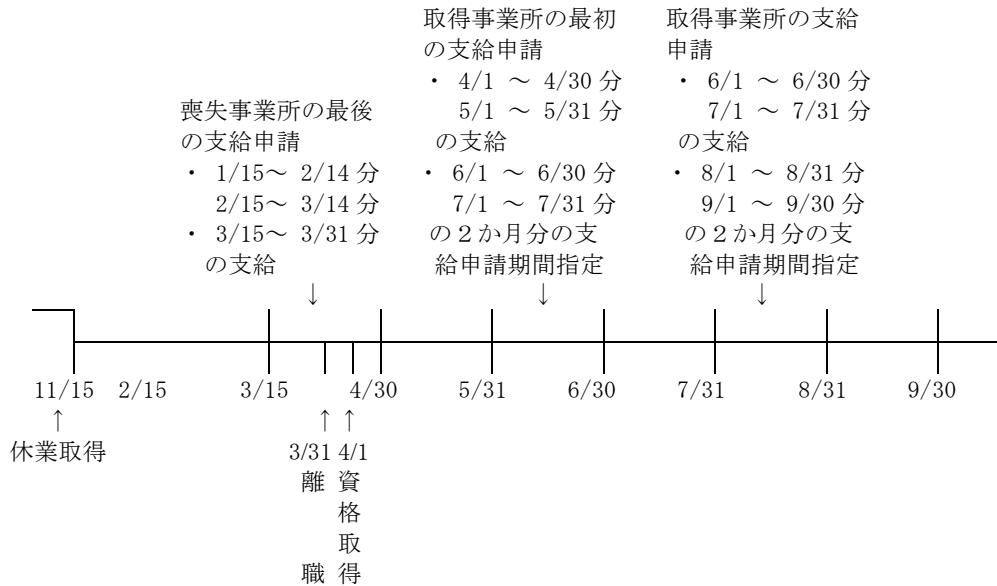 喪失事業所の最後
の支給申請
・ 1/15～ 2/14 分
2/15～ 3/14 分
・ 3/15～ 3/31 分
の支給
↓
取得事業所の最初
の支給申請
・ 4/1 ～ 4/30 分
5/1 ～ 5/31 分
の支給
・ 6/1 ～ 6/30 分
7/1 ～ 7/31 分
の２か月分の支
給申請期間指定
↓
取得事業所の支給
申請
・ 6/1 ～ 6/30 分
7/1 ～ 7/31 分
の支給
・ 8/1 ～ 8/31 分
9/1 ～ 9/30 分
の２か月分の支
給申請期間指定
↓
11/15 2/15 3/15 4/30 5/31 6/30 7/31 8/31 9/30
↑ ↑ ↑
休業取得
3/31 4/1
離職
資格取得